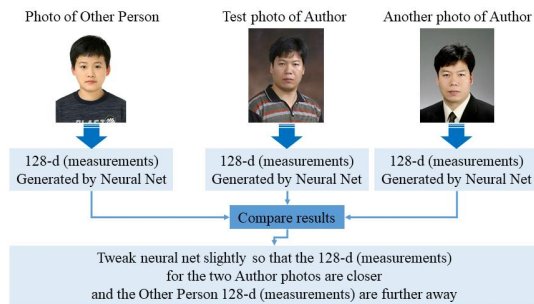 Photo of Other Person
Test photo of Author
Another photo of Author
128-d (measurements)
Generated by Neural Net
128-d (measurements)
Generated by Neural Net
128-d (measurements)
Generated by Neural Net
Compare results
Tweak neural net slightly so that the 128-d (measurements)
for the two Author photos are closer
and the Other Person 128-d (measurements) are further away